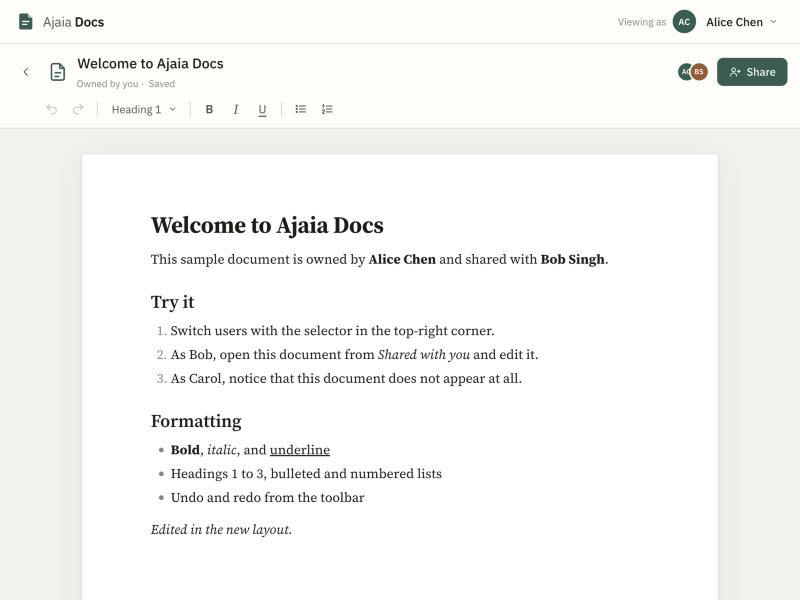 Ajaia Docs
Viewing as AC Alice Chen
Welcome to Ajaia Docs
Owned by you · Saved
AC BS Share
Heading 1 B I U
Welcome to Ajaia Docs
This sample document is owned by Alice Chen and shared with Bob Singh.
Try it
1. Switch users with the selector in the top-right corner.
2. As Bob, open this document from Shared with you and edit it.
3. As Carol, notice that this document does not appear at all.
Formatting
• Bold, italic, and underline
• Headings 1 to 3, bulleted and numbered lists
• Undo and redo from the toolbar
Edited in the new layout.